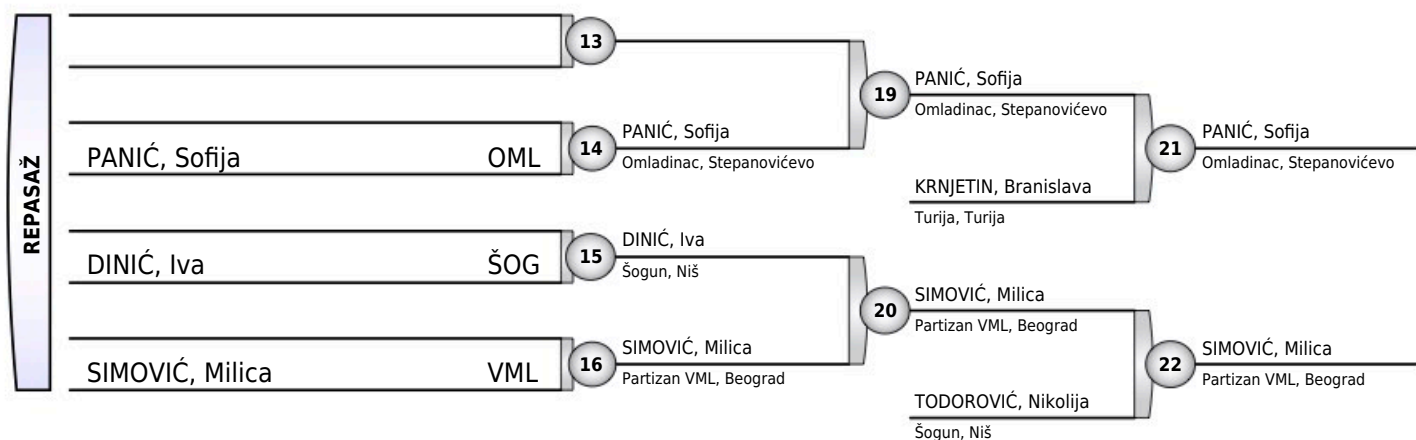 REPASAŽ
13
PANIĆ, Sofija OML
14
PANIĆ, Sofija
Omladinac, Stepanovićevo
19
PANIĆ, Sofija
Omladinac, Stepanovićevo
KRNJETIN, Branislava
Turija, Turija
21
PANIĆ, Sofija
Omladinac, Stepanovićevo
DINIĆ, Iva ŠOG
15
DINIĆ, Iva
Šogun, Niš
SIMOVIĆ, Milica VML
16
SIMOVIĆ, Milica
Partizan VML, Beograd
20
SIMOVIĆ, Milica
Partizan VML, Beograd
TODOROVIĆ, Nikolija
Šogun, Niš
22
SIMOVIĆ, Milica
Partizan VML, Beograd